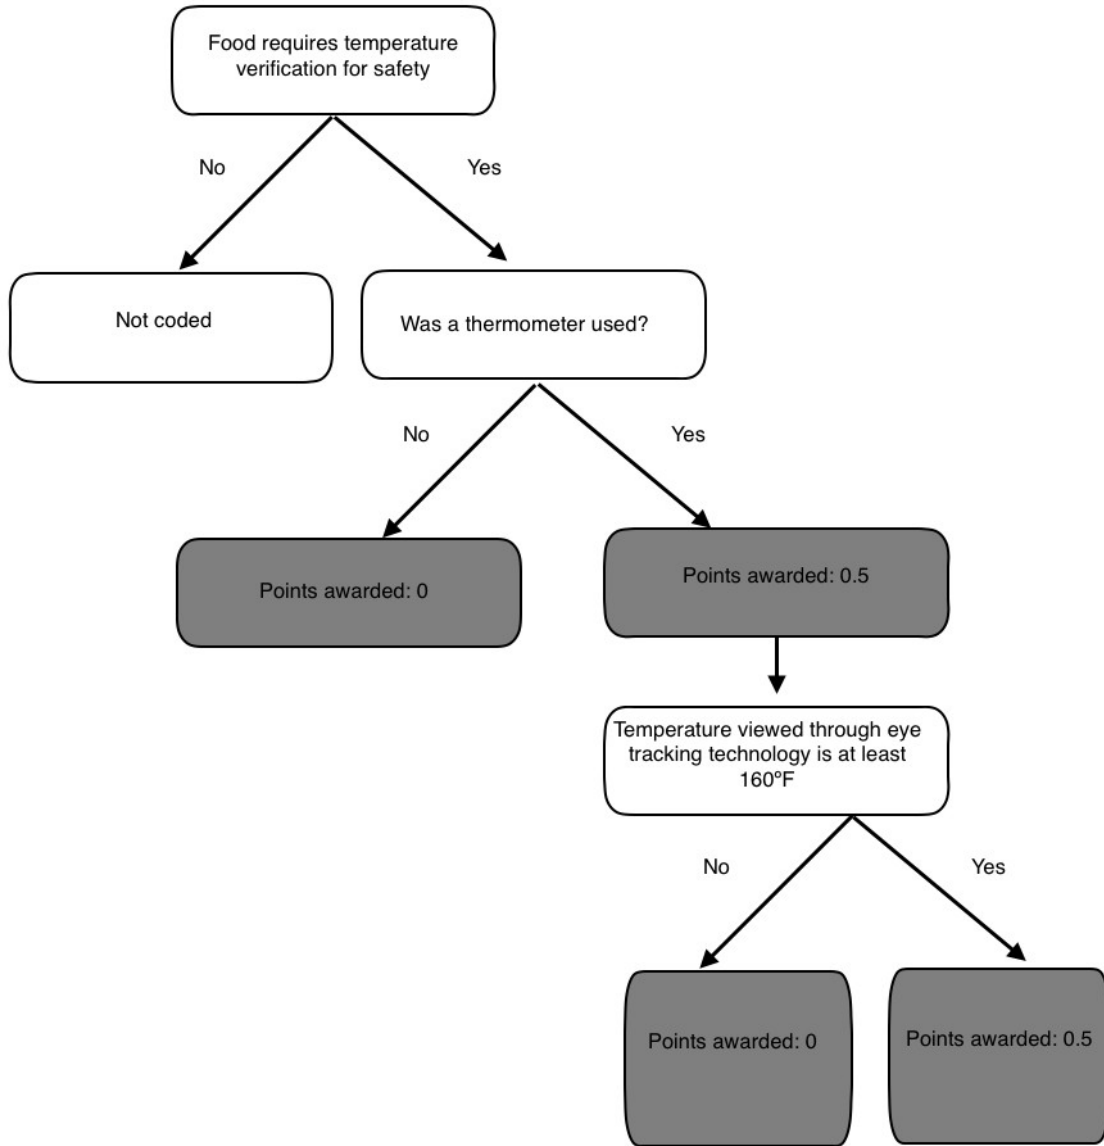 Food requires temperature
verification for safety
No
Yes
Not coded
Was a thermometer used?
No
Yes
Points awarded: 0
Points awarded: 0.5
Temperature viewed through eye
tracking technology is at least
160ºF
No
Yes
Points awarded: 0
Points awarded: 0.5